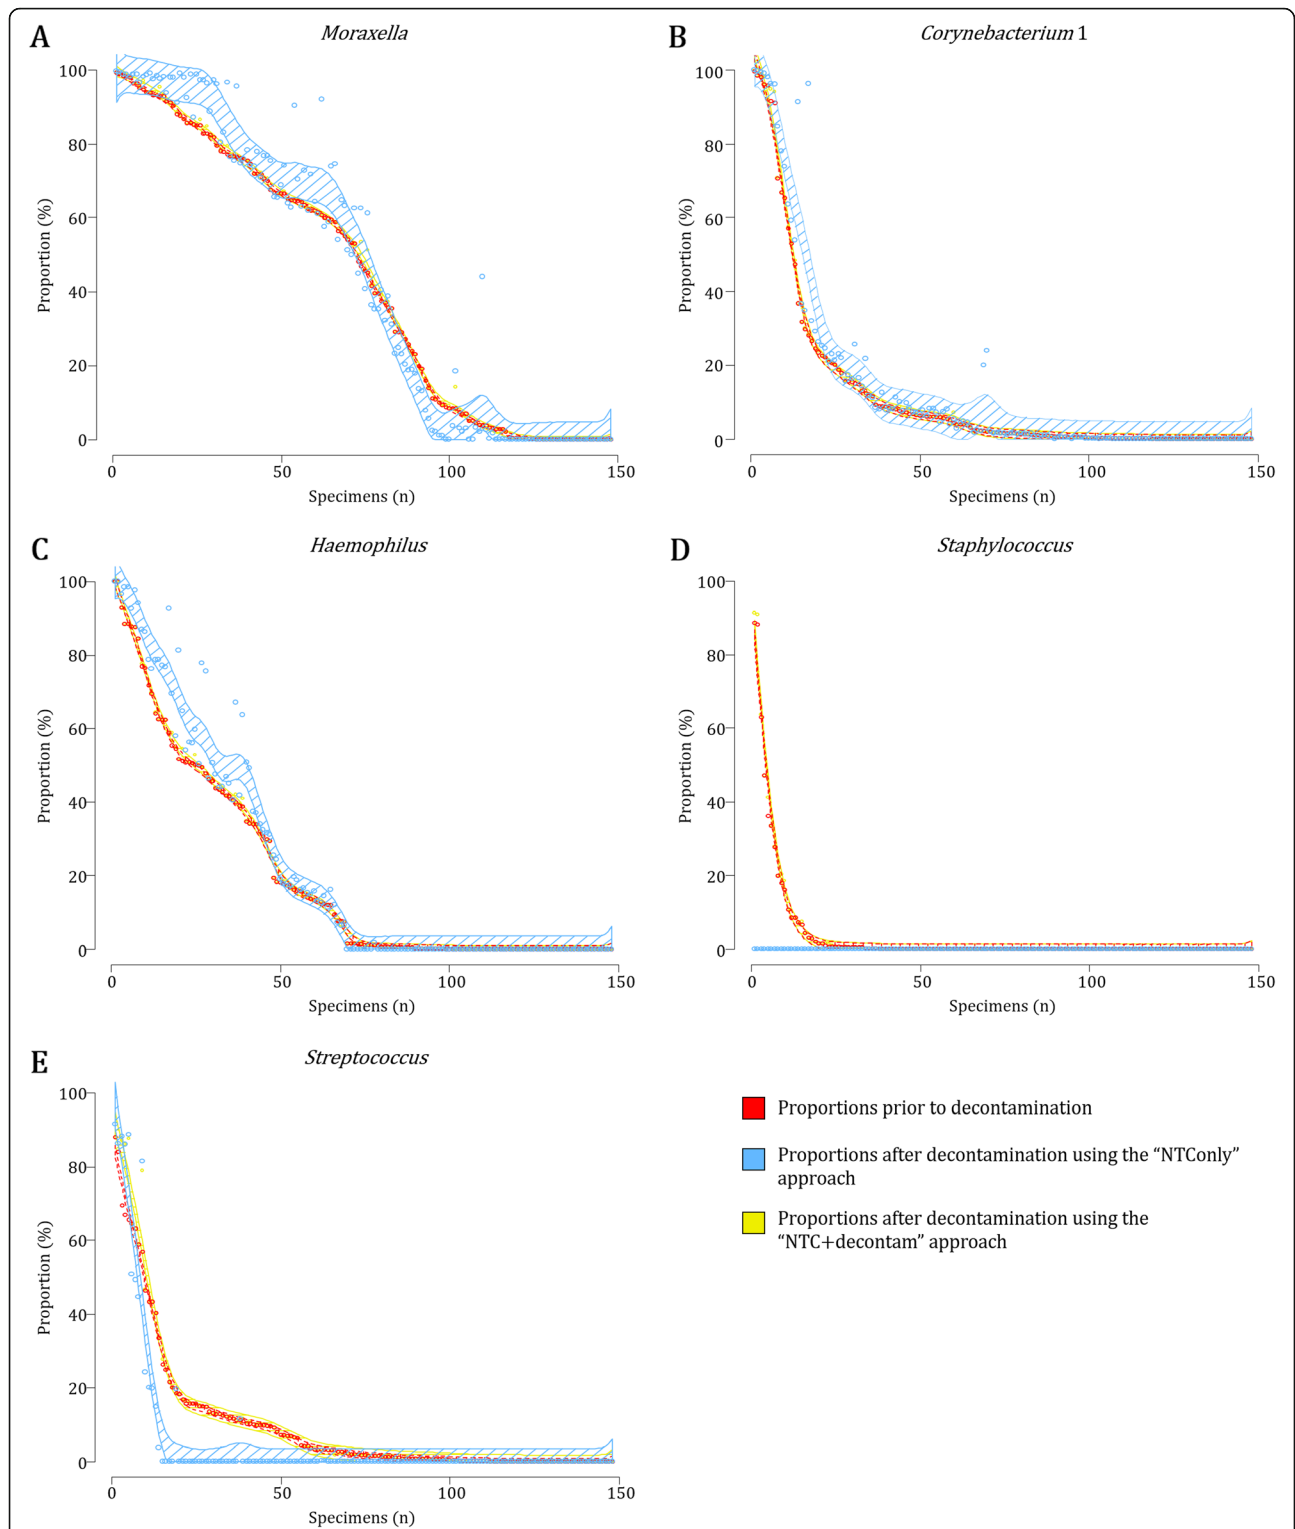 A
Moraxella
100
80
60
40
20
0
Proportion (%)
0
50
100
150
Specimens (n)
B
Corynebacterium 1
100
80
60
40
20
0
Proportion (%)
0
50
100
150
Specimens (n)
C
Haemophilus
100
80
60
40
20
0
Proportion (%)
0
50
100
150
Specimens (n)
D
Staphylococcus
100
80
60
40
20
0
Proportion (%)
0
50
100
150
Specimens (n)
E
Streptococcus
100
80
60
40
20
0
Proportion (%)
0
50
100
150
Specimens (n)
Proportions prior to decontamination
Proportions after decontamination using the “NTConly”
approach
Proportions after decontamination using the
“NTC+decontam” approach